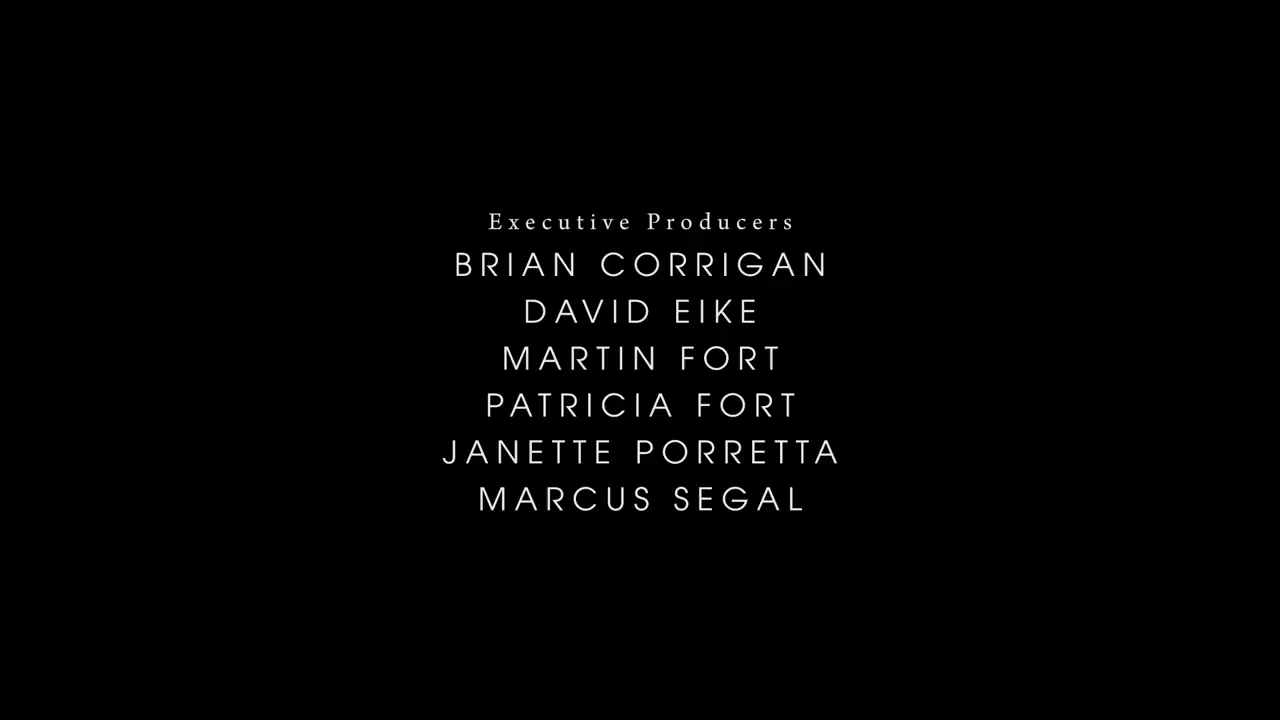 Executive Producers
BRIAN CORRIGAN
DAVID EIKE
MARTIN FORT
PATRICIA FORT
JANETTE PORRETTA
MARCUS SEGAL